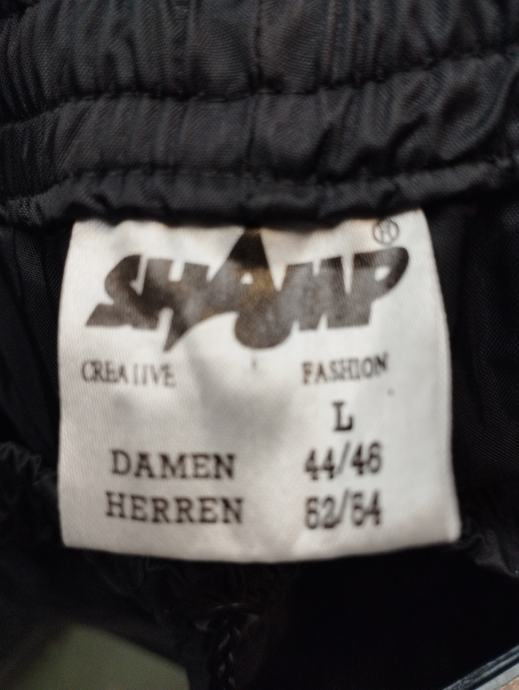 SHAMP®
CREATIVE FASHION
L
DAMEN 44/46
HERREN 52/54